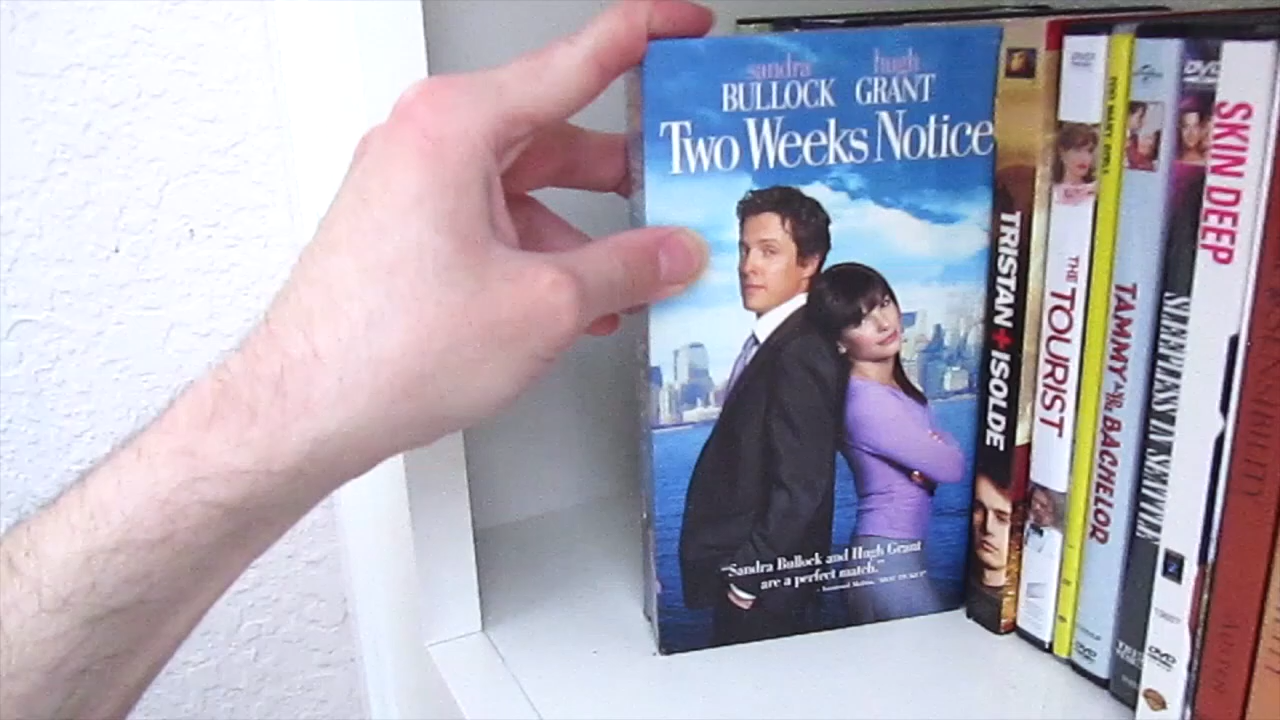 sandra hugh
BULLOCK GRANT
Two Weeks Notice
"Sandra Bullock and Hugh Grant
are a perfect match."
TRISTAN + ISOLDE
THE TOURIST
TAMMY AND THE BACHELOR
SLEEPLESS IN SEATTLE
DVD
SKIN DEEP
DVD